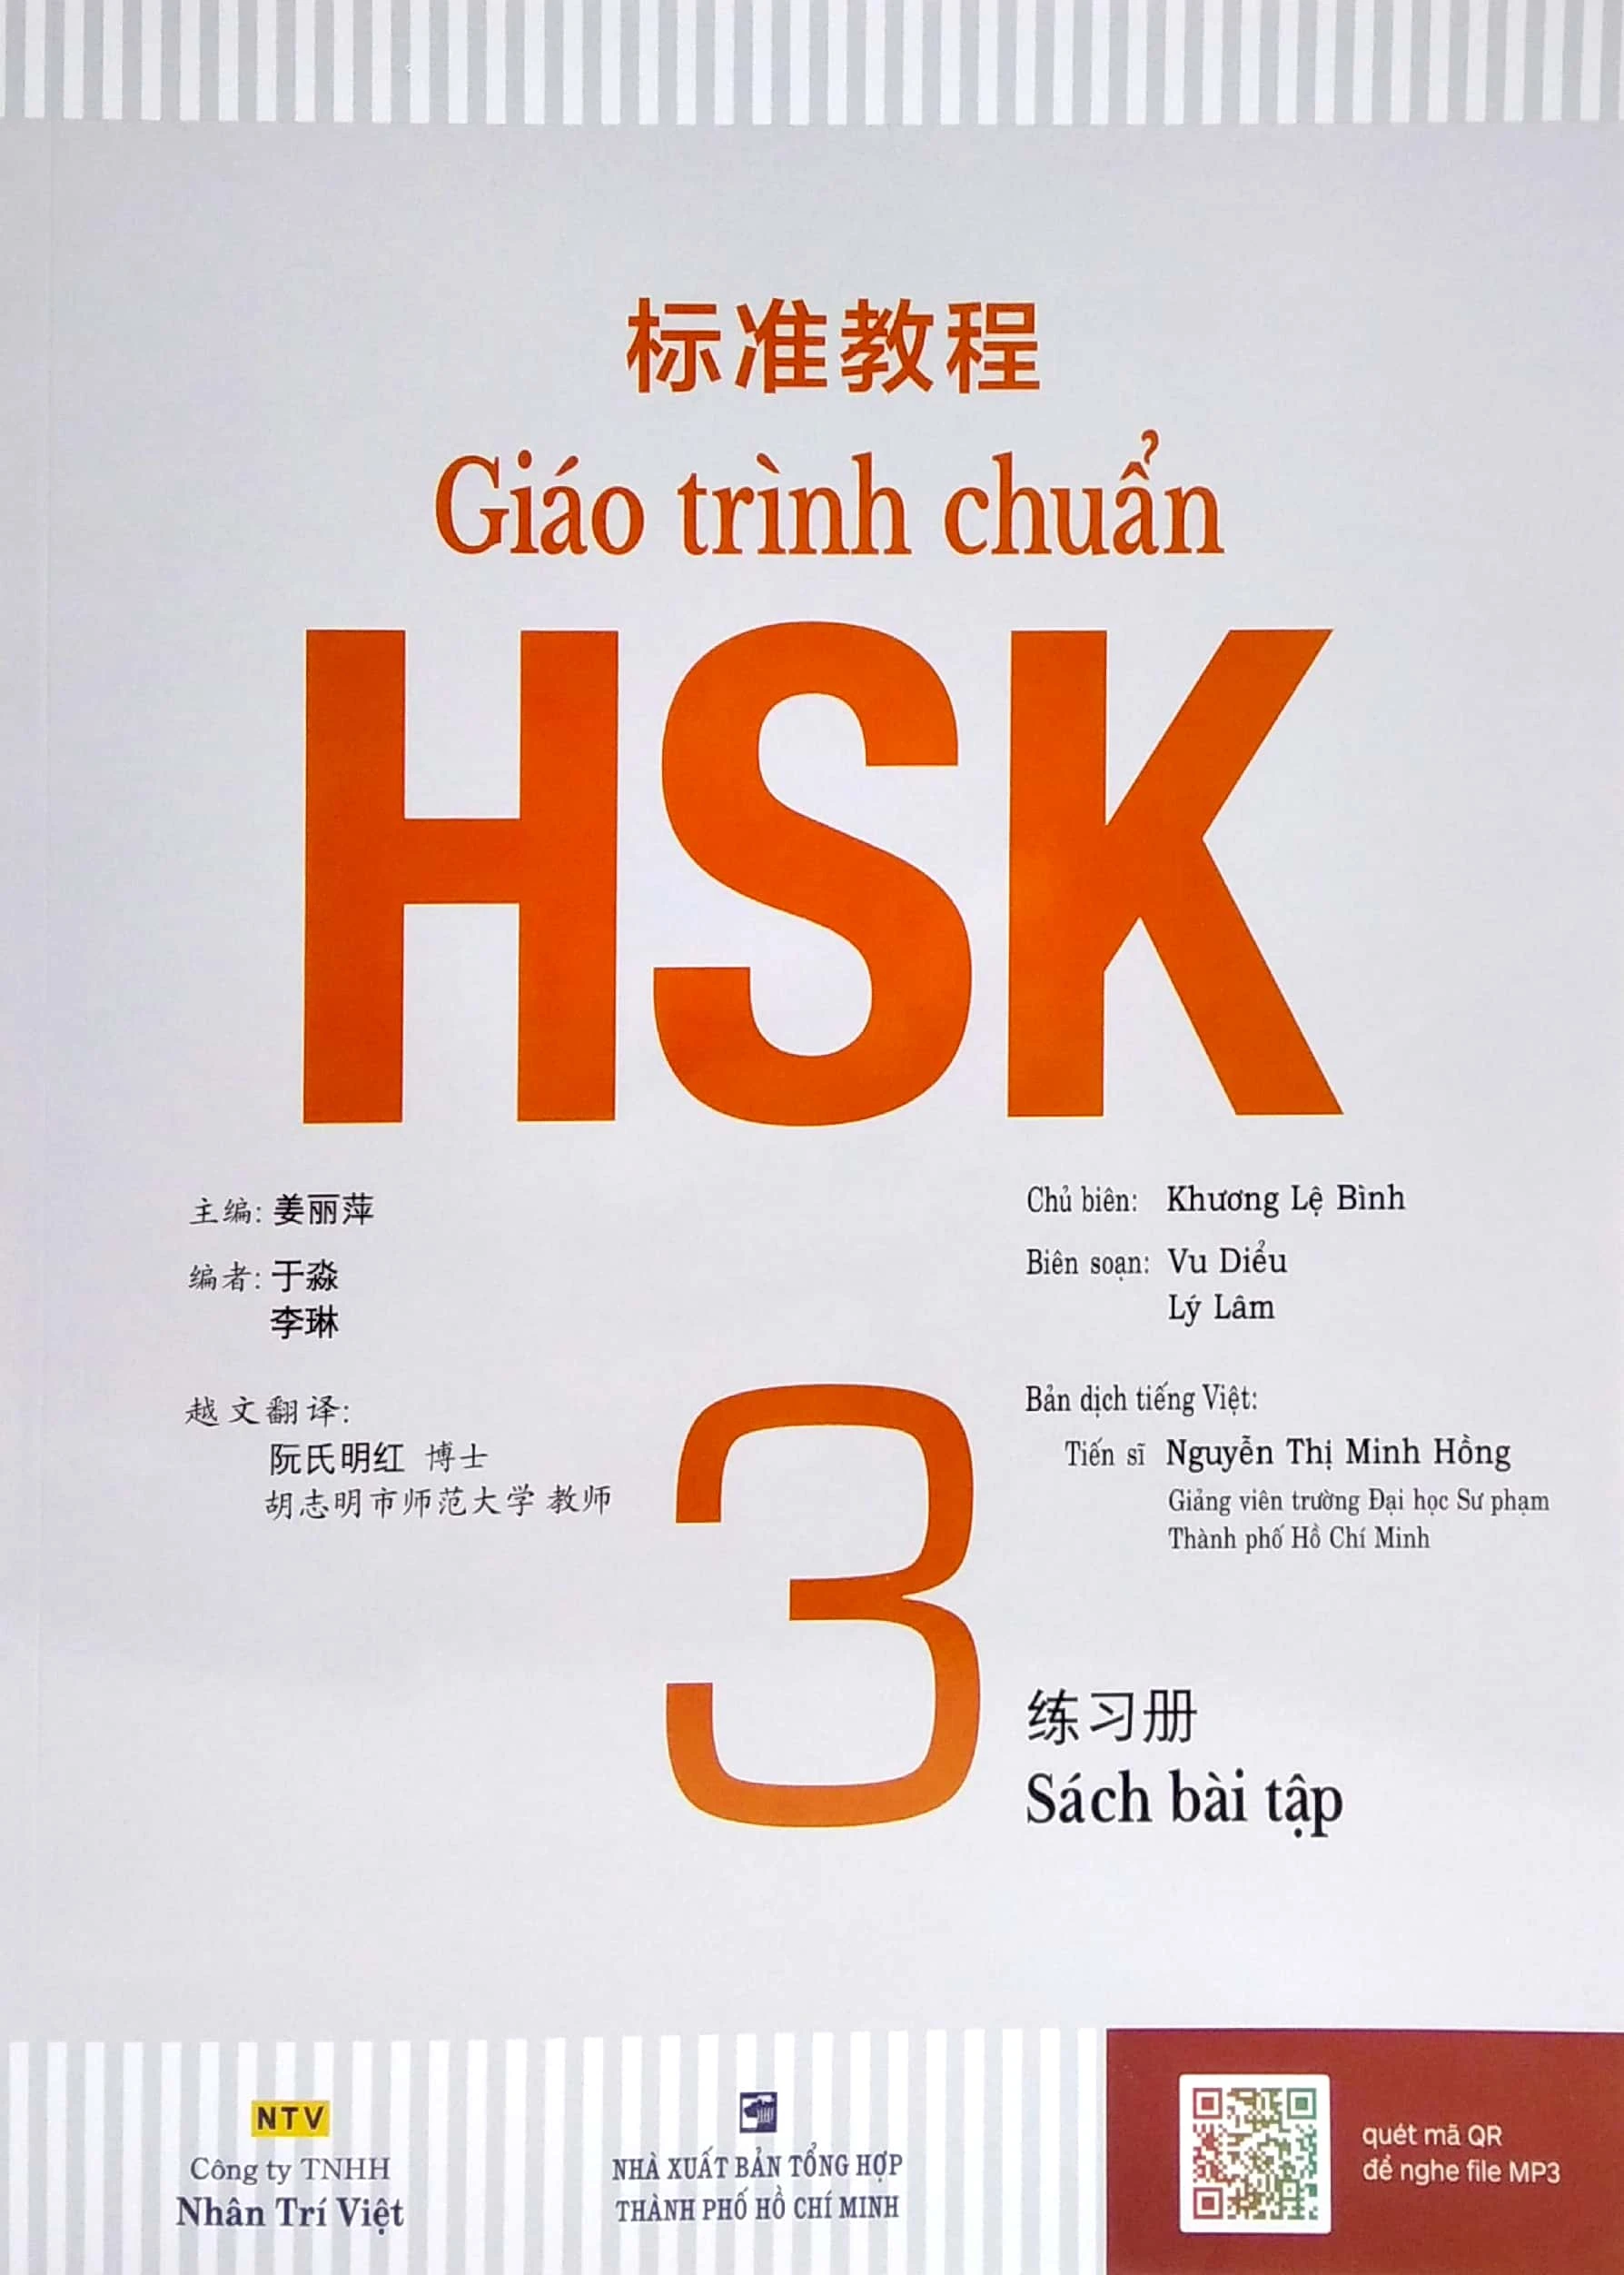 标准教程
Giáo trình chuẩn
HSK
主编: 姜丽萍
编者: 于淼
李琳
越文翻译:
阮氏明红 博士
胡志明市师范大学 教师
Chủ biên: Khương Lệ Bình
Biên soạn: Vu Diểu
Lý Lâm
Bản dịch tiếng Việt:
Tiến sĩ Nguyễn Thị Minh Hồng
Giảng viên trường Đại học Sư phạm
Thành phố Hồ Chí Minh
3
练习册
Sách bài tập
NTV
Công ty TNHH
Nhân Trí Việt
NHÀ XUẤT BẢN TỔNG HỢP
THÀNH PHỐ HỒ CHÍ MINH
quét mã QR
để nghe file MP3